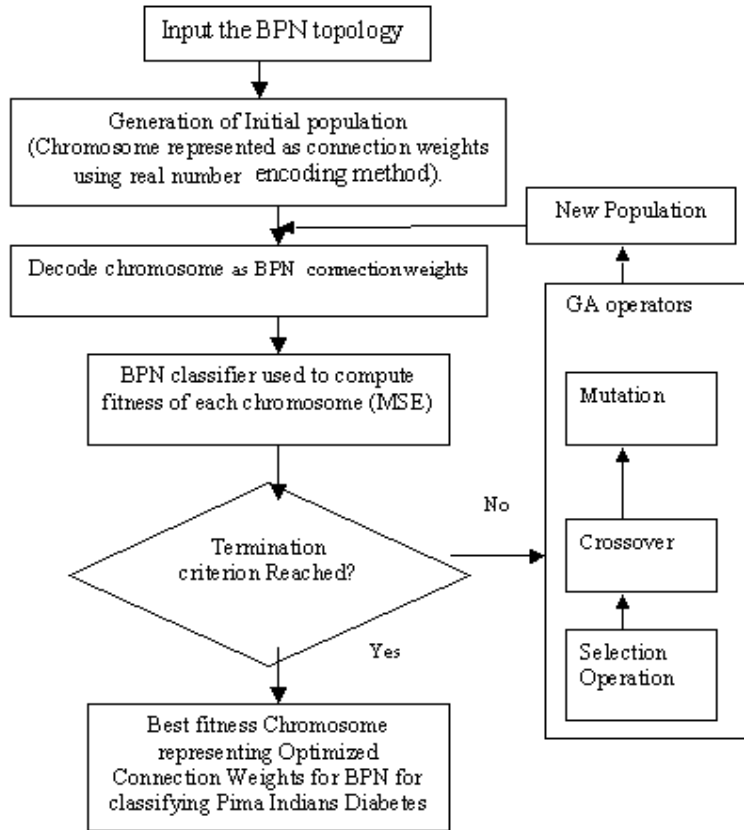 Input the BPN topology
Generation of Initial population
(Chromosome represented as connection weights
using real number encoding method).
New Population
Decode chromosome as BPN connection weights
GA operators
BPN classifier used to compute
fitness of each chromosome (MSE)
Mutation
No
Termination
criterion Reached?
Crossover
Yes
Selection
Operation
Best fitness Chromosome
representing Optimized
Connection Weights for BPN for
classifying Pima Indians Diabetes